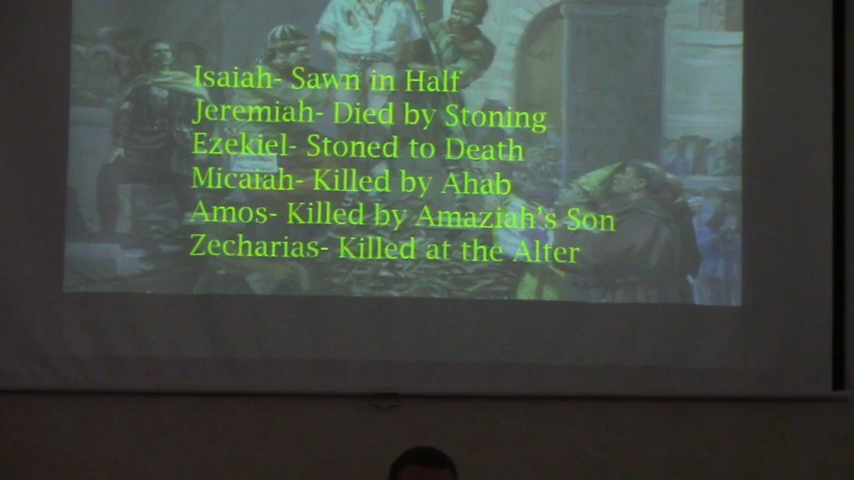 Isaiah- Sawn in Half
Jeremiah- Died by Stoning
Ezekiel- Stoned to Death
Micaiah- Killed by Ahab
Amos- Killed by Amaziah's Son
Zecharias- Killed at the Alter